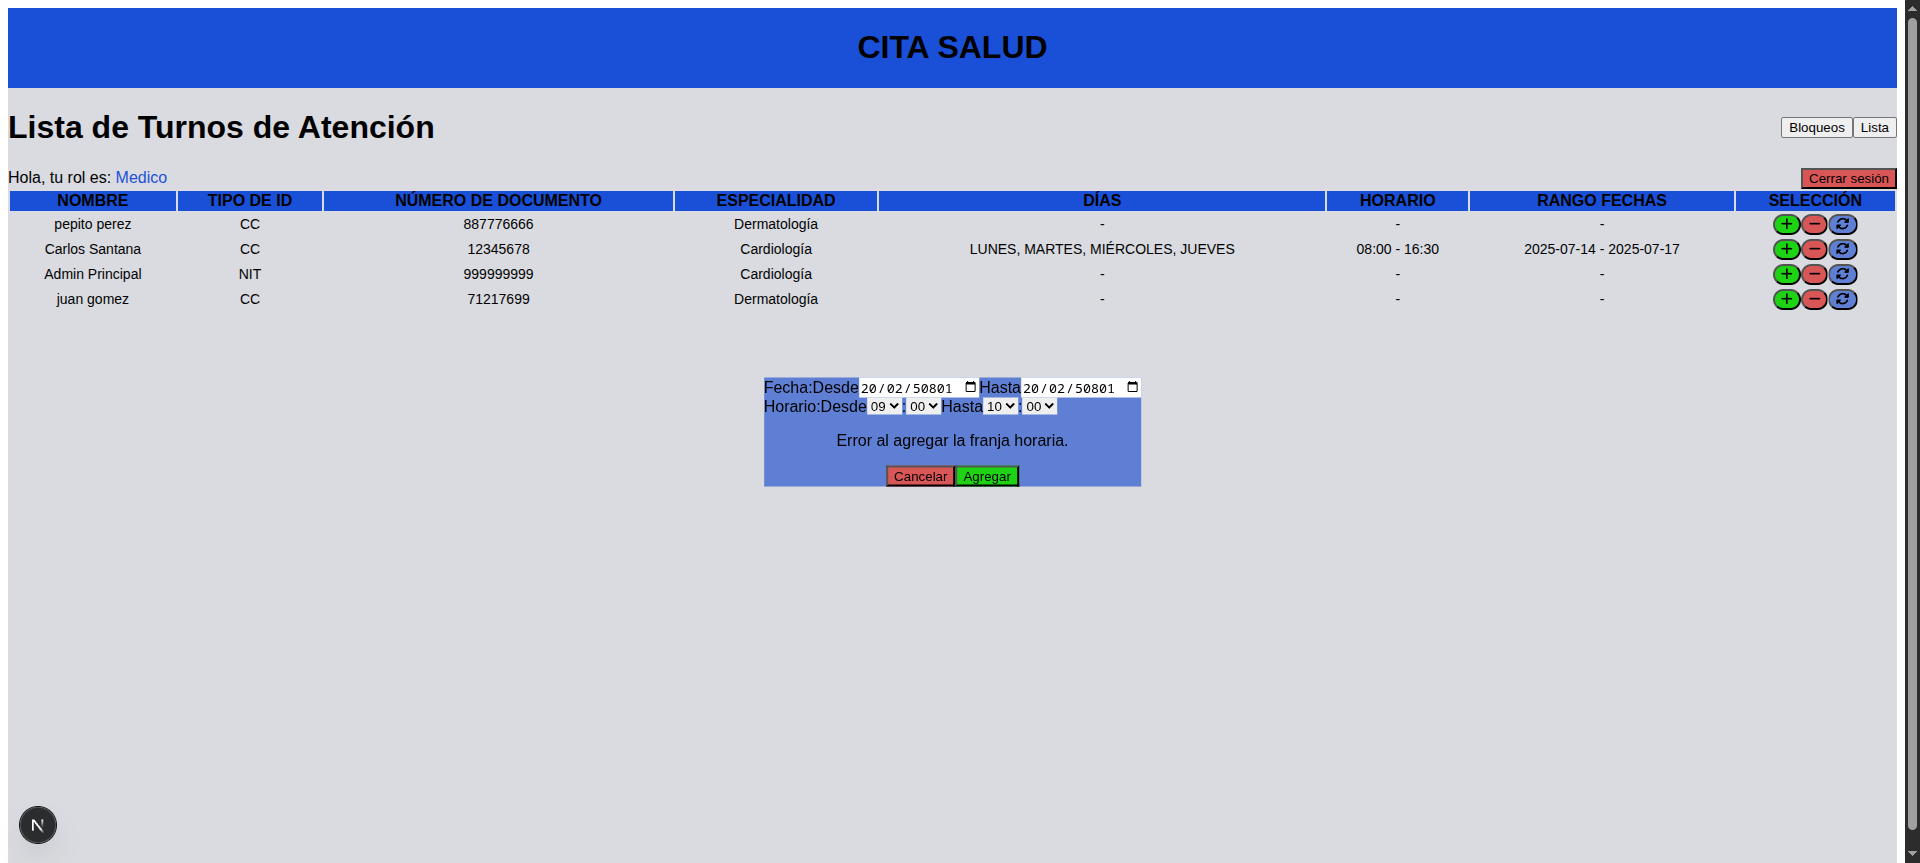 CITA SALUD
Lista de Turnos de Atención
Bloqueos Lista
Hola, tu rol es: Medico
Cerrar sesión
NOMBRE TIPO DE ID NÚMERO DE DOCUMENTO ESPECIALIDAD DÍAS HORARIO RANGO FECHAS SELECCIÓN
pepito perez CC 887776666 Dermatología - - -
Carlos Santana CC 12345678 Cardiología LUNES, MARTES, MIÉRCOLES, JUEVES 08:00 - 16:30 2025-07-14 - 2025-07-17
Admin Principal NIT 999999999 Cardiología - - -
juan gomez CC 71217699 Dermatología - - -
Fecha:Desde 20/02/50801 Hasta 20/02/50801
Horario:Desde 09 : 00 Hasta 10 : 00
Error al agregar la franja horaria.
Cancelar Agregar
N